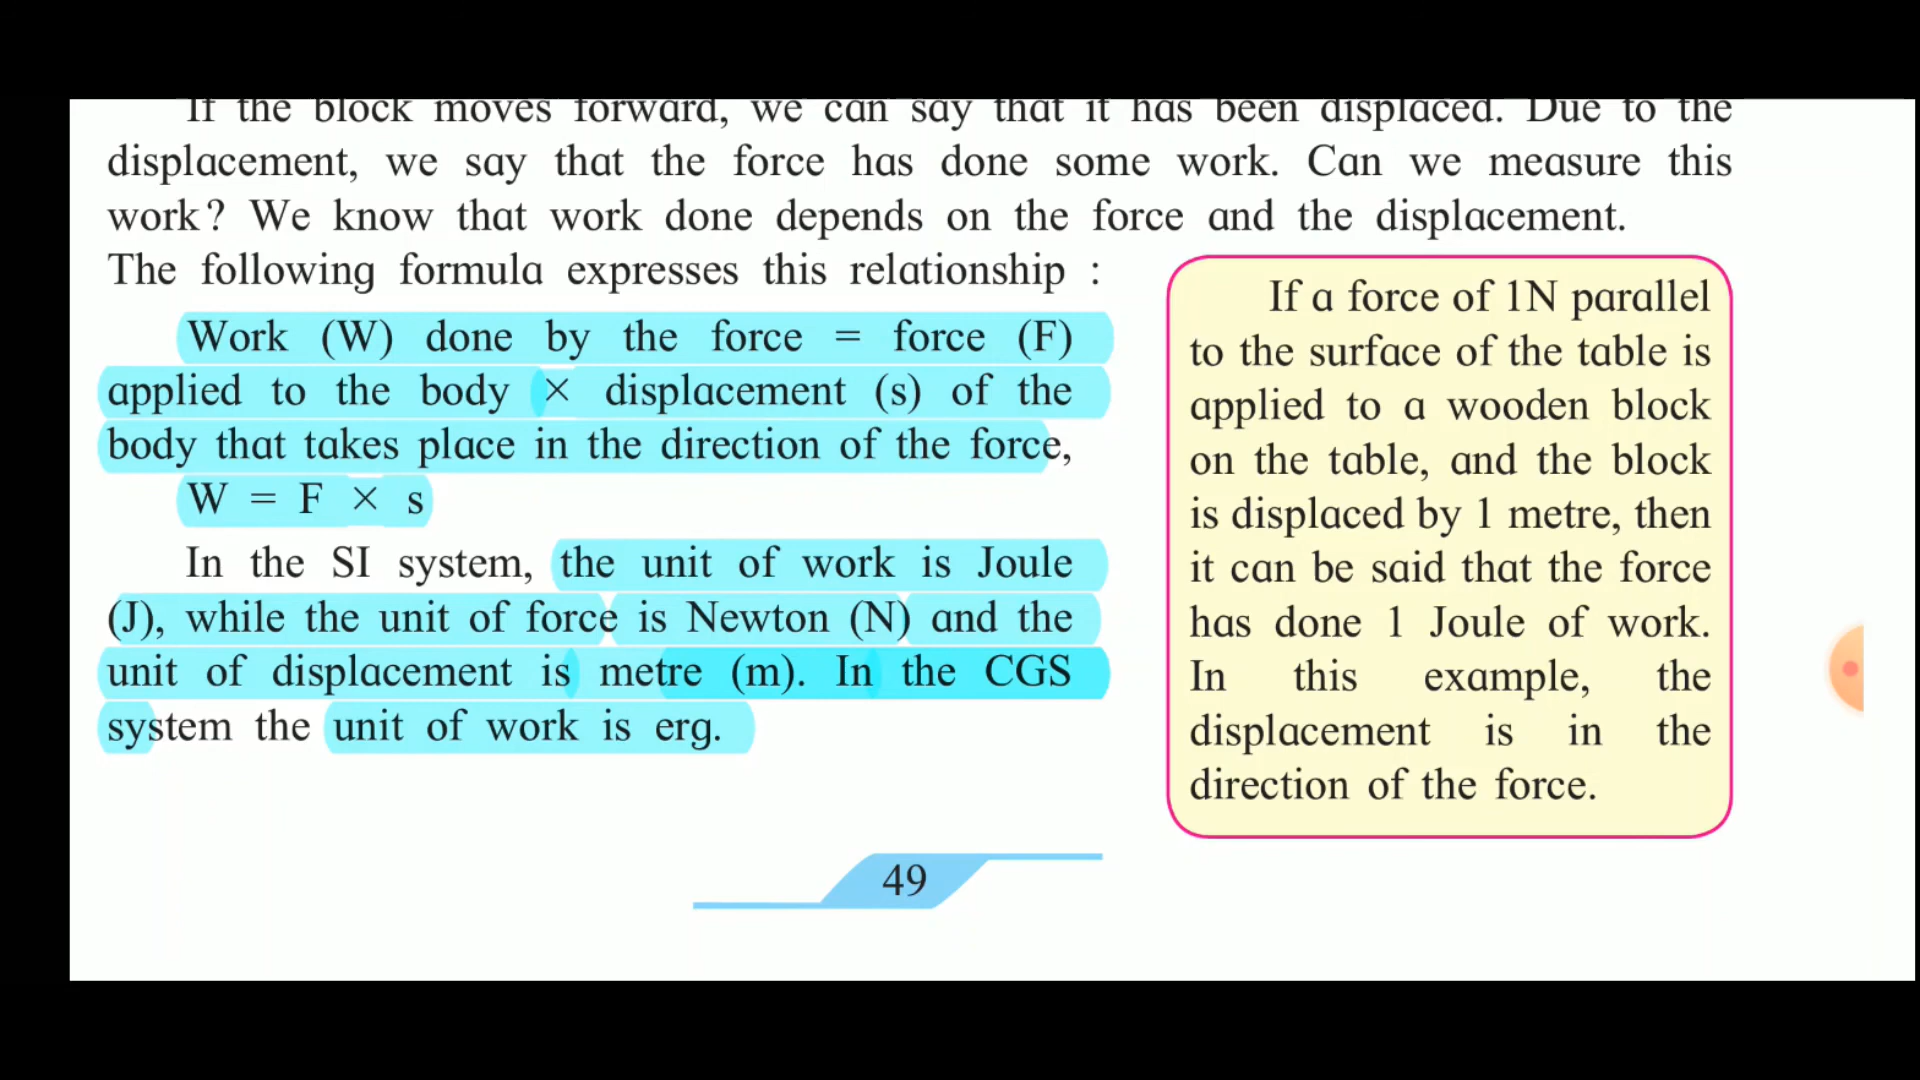 If the block moves forward, we can say that it has been displaced. Due to the
displacement, we say that the force has done some work. Can we measure this
work? We know that work done depends on the force and the displacement.
The following formula expresses this relationship :
Work (W) done by the force = force (F)
applied to the body × displacement (s) of the
body that takes place in the direction of the force,
W = F × s
In the SI system, the unit of work is Joule
(J), while the unit of force is Newton (N) and the
unit of displacement is metre (m). In the CGS
system the unit of work is erg.
If a force of 1N parallel
to the surface of the table is
applied to a wooden block
on the table, and the block
is displaced by 1 metre, then
it can be said that the force
has done 1 Joule of work.
In this example, the
displacement is in the
direction of the force.
49